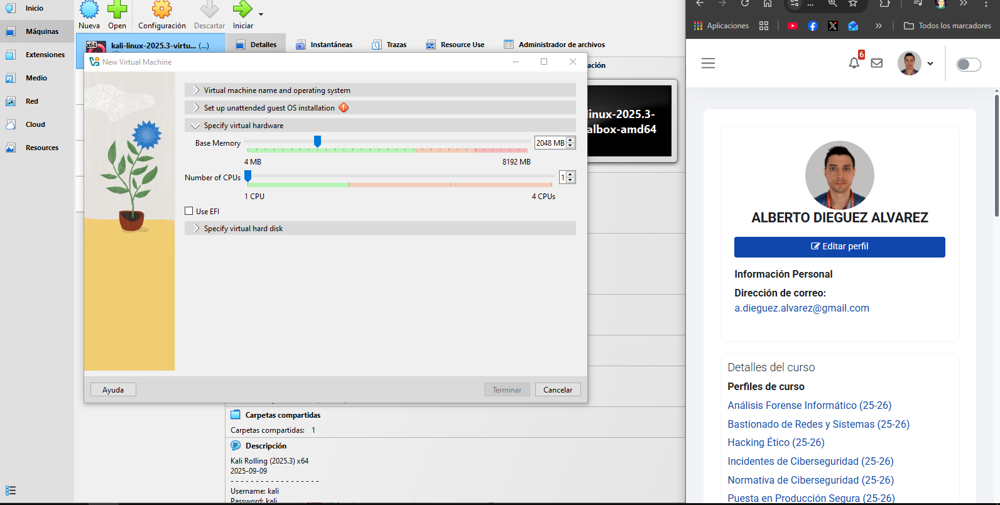 Inicio
Máquinas
Extensiones
Medio
Red
Cloud
Resources
Nueva
Open
Configuración
Descartar
Iniciar
x64
kali-linux-2025.3-virtu... (...)
Detalles
Instantáneas
Trazas
Resource Use
Administrador de archivos
ación
linux-2025.3-
albox-amd64
New Virtual Machine
Virtual machine name and operating system
Set up unattended guest OS installation
Specify virtual hardware
Base Memory
2048 MB
4 MB
8192 MB
Number of CPUs
1
1 CPU
4 CPUs
Use EFI
Specify virtual hard disk
Ayuda
Terminar
Cancelar
Carpetas compartidas
Carpetas compartidas: 1
Descripción
Kali Rolling (2025.3) x64
2025-09-09
- - - - - - - - - - - - - - - - - -
Username: kali
Password: kali
...
Aplicaciones
Todos los marcadores
6
ALBERTO DIEGUEZ ALVAREZ
Editar perfil
Información Personal
Dirección de correo:
a.dieguez.alvarez@gmail.com
Detalles del curso
Perfiles de curso
Análisis Forense Informático (25-26)
Bastionado de Redes y Sistemas (25-26)
Hacking Ético (25-26)
Incidentes de Ciberseguridad (25-26)
Normativa de Ciberseguridad (25-26)
Puesta en Producción Segura (25-26)